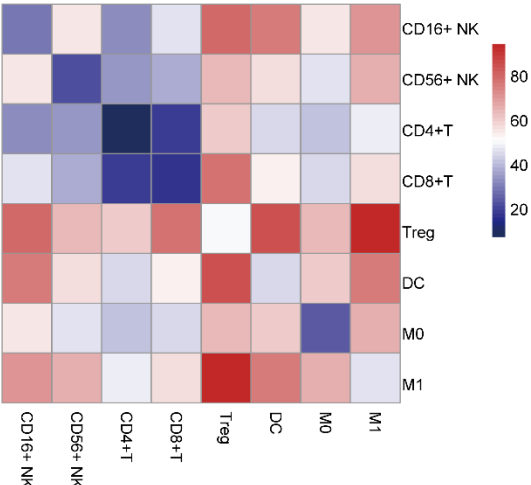 CD16+ NK
CD56+ NK
CD4+T
CD8+T
Treg
DC
M0
M1
80
60
40
20
CD16+ NK
CD56+ NK
CD4+T
CD8+T
Treg
DC
M0
M1